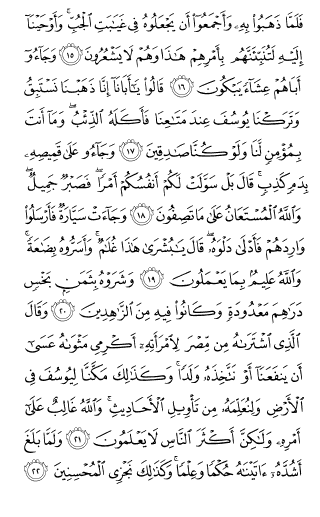 فَلَمَّا ذَهَبُوا۟ بِهِۦ وَأَجْمَعُوٓا۟ أَن يَجْعَلُوهُ فِى غَيَـٰبَتِ ٱلْجُبِّ ۚ وَأَوْحَيْنَآ
إِلَيْهِ لَتُنَبِّئَنَّهُم بِأَمْرِهِمْ هَـٰذَا وَهُمْ لَا يَشْعُرُونَ ١٥ وَجَآءُوٓ
أَبَاهُمْ عِشَآءً يَبْكُونَ ١٦ قَالُوا۟ يَـٰٓأَبَانَآ إِنَّا ذَهَبْنَا نَسْتَبِقُ
وَتَرَكْنَا يُوسُفَ عِندَ مَتَـٰعِنَا فَأَكَلَهُ ٱلذِّئْبُ ۖ وَمَآ أَنتَ
بِمُؤْمِنٍ لَّنَا وَلَوْ كُنَّا صَـٰدِقِينَ ١٧ وَجَآءُو عَلَىٰ قَمِيصِهِۦ
بِدَمٍ كَذِبٍ ۚ قَالَ بَلْ سَوَّلَتْ لَكُمْ أَنفُسُكُمْ أَمْرًا ۖ فَصَبْرٌ جَمِيلٌ ۖ
وَٱللَّهُ ٱلْمُسْتَعَانُ عَلَىٰ مَا تَصِفُونَ ١٨ وَجَآءَتْ سَيَّارَةٌ فَأَرْسَلُوا۟
وَارِدَهُمْ فَأَدْلَىٰ دَلْوَهُۥ ۖ قَالَ يَـٰبُشْرَىٰ هَـٰذَا غُلَـٰمٌ ۚ وَأَسَرُّوهُ بِضَـٰعَةً ۚ
وَٱللَّهُ عَلِيمٌۢ بِمَا يَعْمَلُونَ ١٩ وَشَرَوْهُ بِثَمَنٍۭ بَخْسٍ
دَرَٰهِمَ مَعْدُودَةٍ وَكَانُوا۟ فِيهِ مِنَ ٱلزَّٰهِدِينَ ٢٠ وَقَالَ
ٱلَّذِى ٱشْتَرَىٰهُ مِن مِّصْرَ لِٱمْرَأَتِهِۦٓ أَكْرِمِى مَثْوَىٰهُ عَسَىٰٓ
أَن يَنفَعَنَآ أَوْ نَتَّخِذَهُۥ وَلَدًا ۚ وَكَذَٰلِكَ مَكَّنَّا لِيُوسُفَ فِى
ٱلْأَرْضِ وَلِنُعَلِّمَهُۥ مِن تَأْوِيلِ ٱلْأَحَادِيثِ ۚ وَٱللَّهُ غَالِبٌ عَلَىٰٓ
أَمْرِهِۦ وَلَـٰكِنَّ أَكْثَرَ ٱلنَّاسِ لَا يَعْلَمُونَ ٢١ وَلَمَّا بَلَغَ
أَشُدَّهُۥٓ ءَاتَيْنَـٰهُ حُكْمًا وَعِلْمًا ۚ وَكَذَٰلِكَ نَجْزِى ٱلْمُحْسِنِينَ ٢٢